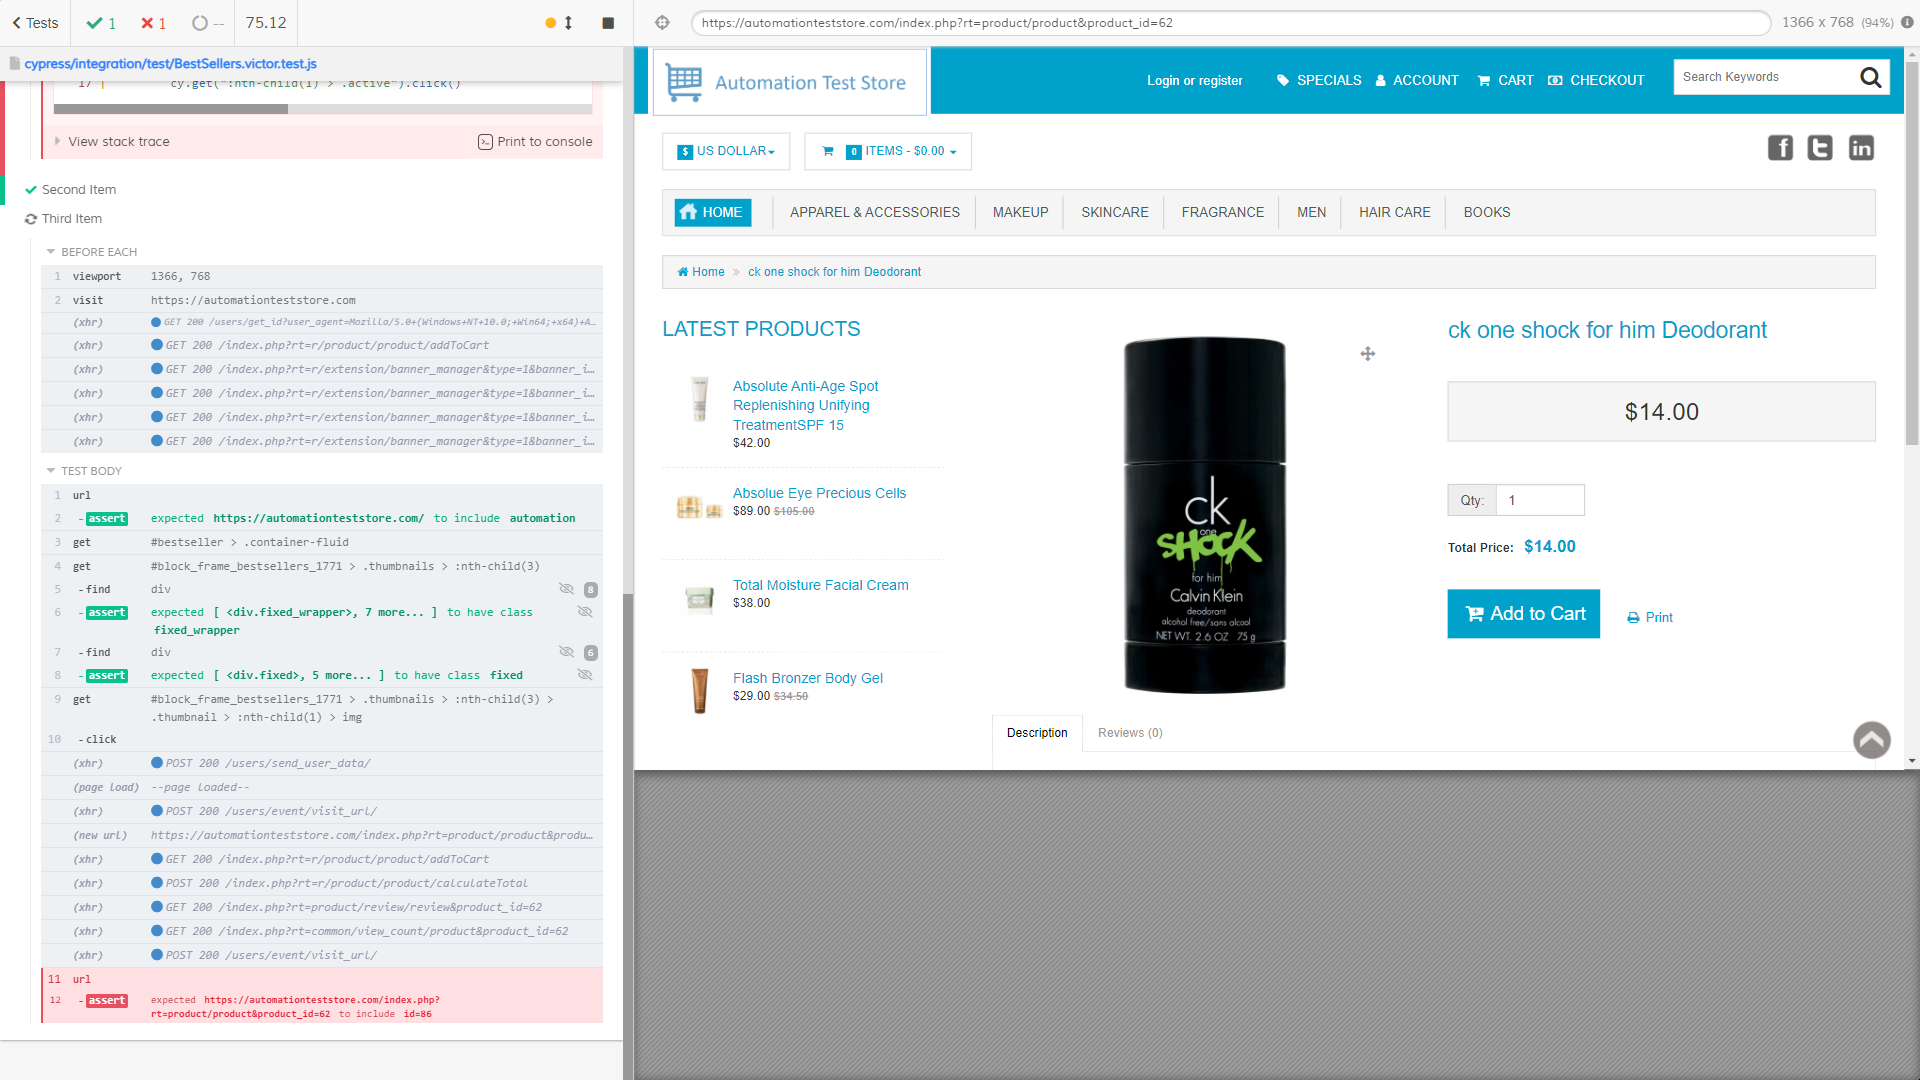 Tests
1
1
--
75.12
cypress/integration/test/BestSellers.victor.test.js
17 | cy.get(":nth-child(1) > .active").click()
View stack trace
Print to console
Second Item
Third Item
BEFORE EACH
1 viewport 1366, 768
2 visit https://automationteststore.com
(xhr) GET 200 /users/get_id?user_agent=Mozilla/5.0+(Windows+NT+10.0;+Win64;+x64)+A...
(xhr) GET 200 /index.php?rt=r/product/product/addToCart
(xhr) GET 200 /index.php?rt=r/extension/banner_manager&type=1&banner_i...
(xhr) GET 200 /index.php?rt=r/extension/banner_manager&type=1&banner_i...
(xhr) GET 200 /index.php?rt=r/extension/banner_manager&type=1&banner_i...
(xhr) GET 200 /index.php?rt=r/extension/banner_manager&type=1&banner_i...
TEST BODY
1 url
2 -assert expected https://automationteststore.com/ to include automation
3 get #bestseller > .container-fluid
4 get #block_frame_bestsellers_1771 > .thumbnails > :nth-child(3)
5 -find div 8
6 -assert expected [ <div.fixed_wrapper>, 7 more... ] to have class
fixed_wrapper
7 -find div 6
8 -assert expected [ <div.fixed>, 5 more... ] to have class fixed
9 get #block_frame_bestsellers_1771 > .thumbnails > :nth-child(3) >
.thumbnail > :nth-child(1) > img
10 -click
(xhr) POST 200 /users/send_user_data/
(page load) --page loaded--
(xhr) POST 200 /users/event/visit_url/
(new url) https://automationteststore.com/index.php?rt=product/product&produ...
(xhr) GET 200 /index.php?rt=r/product/product/addToCart
(xhr) POST 200 /index.php?rt=r/product/product/calculateTotal
(xhr) GET 200 /index.php?rt=product/review/review&product_id=62
(xhr) GET 200 /index.php?rt=common/view_count/product&product_id=62
(xhr) POST 200 /users/event/visit_url/
11 url
12 -assert expected https://automationteststore.com/index.php?
rt=product/product&product_id=62 to include id=86
https://automationteststore.com/index.php?rt=product/product&product_id=62
1366 x 768 (94%)
Automation Test Store
Login or register
SPECIALS
ACCOUNT
CART
CHECKOUT
Search Keywords
$ US DOLLAR
0 ITEMS - $0.00
f t in
HOME
APPAREL & ACCESSORIES
MAKEUP
SKINCARE
FRAGRANCE
MEN
HAIR CARE
BOOKS
Home » ck one shock for him Deodorant
LATEST PRODUCTS
Absolute Anti-Age Spot
Replenishing Unifying
TreatmentSPF 15
$42.00
Absolue Eye Precious Cells
$89.00 $105.00
Total Moisture Facial Cream
$38.00
Flash Bronzer Body Gel
$29.00 $34.50
ck
one
SHOCK
for him
Calvin Klein
deodorant
alcohol free/sans alcool
NET WT. 2.6 OZ 75 g
ck one shock for him Deodorant
$14.00
Qty: 1
Total Price: $14.00
Add to Cart
Print
Description
Reviews (0)